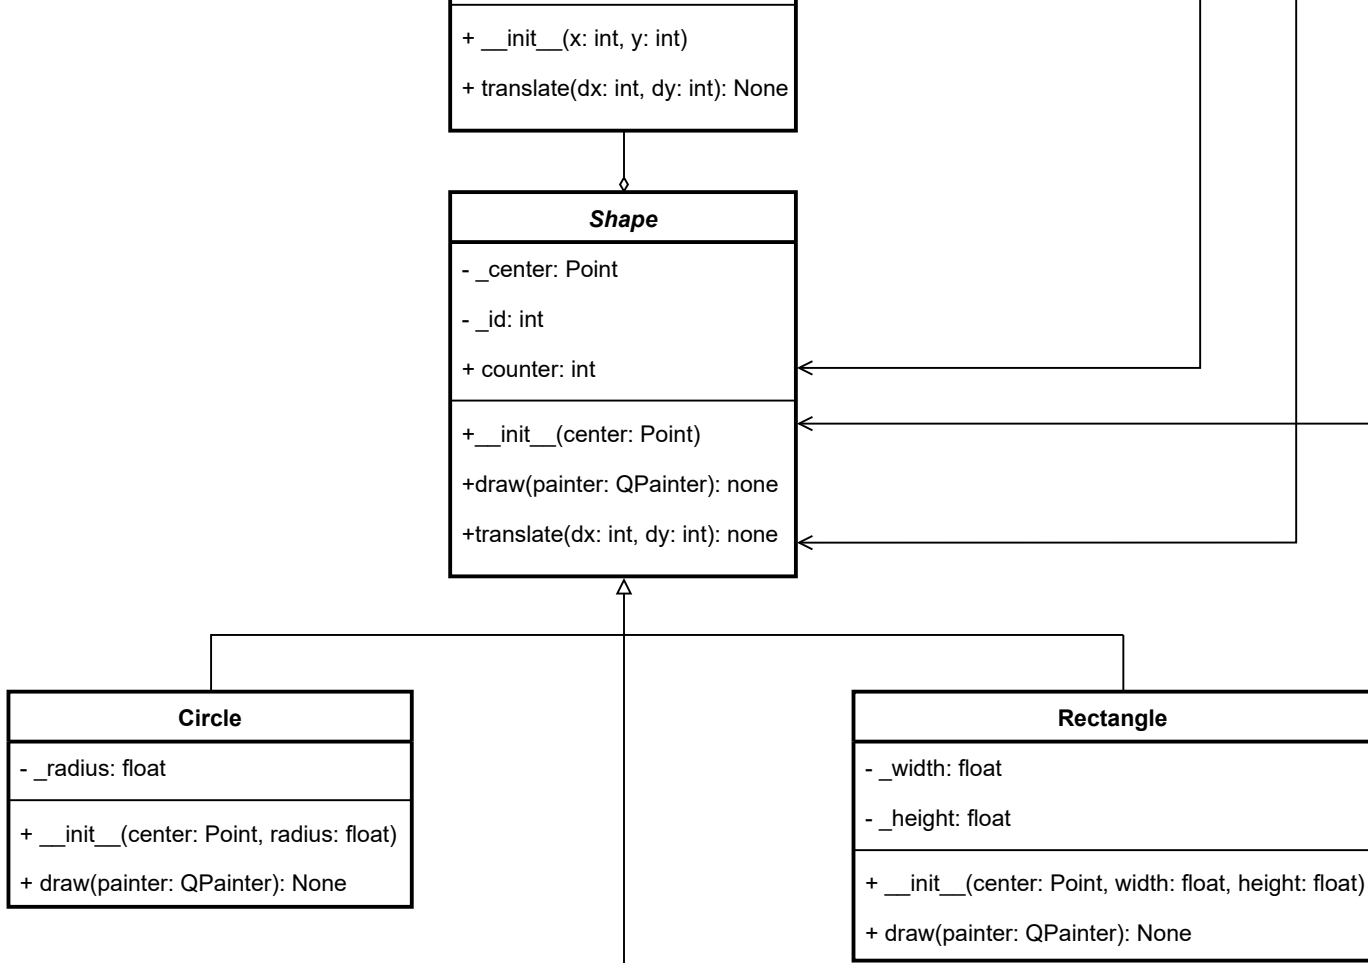 + __init__(x: int, y: int)
+ translate(dx: int, dy: int): None
Shape
- _center: Point
- _id: int
+ counter: int
+__init__(center: Point)
+draw(painter: QPainter): none
+translate(dx: int, dy: int): none
Circle
- _radius: float
+ __init__(center: Point, radius: float)
+ draw(painter: QPainter): None
Rectangle
- _width: float
- _height: float
+ __init__(center: Point, width: float, height: float)
+ draw(painter: QPainter): None